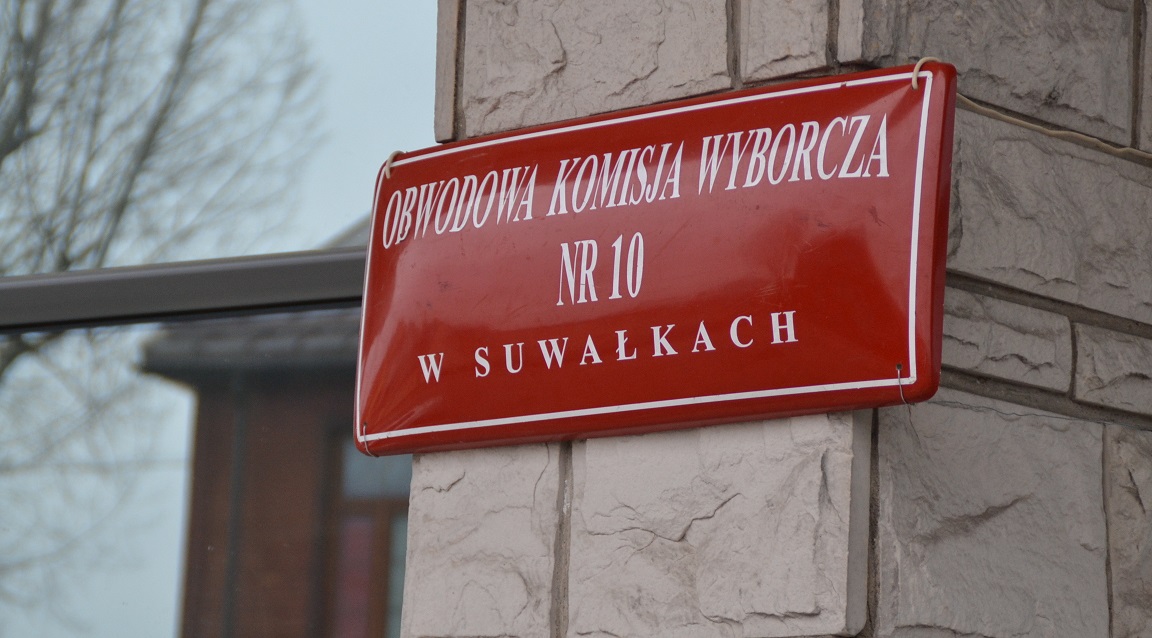 OBWODOWA KOMISJA WYBORCZA
NR 10
W SUWAŁKACH